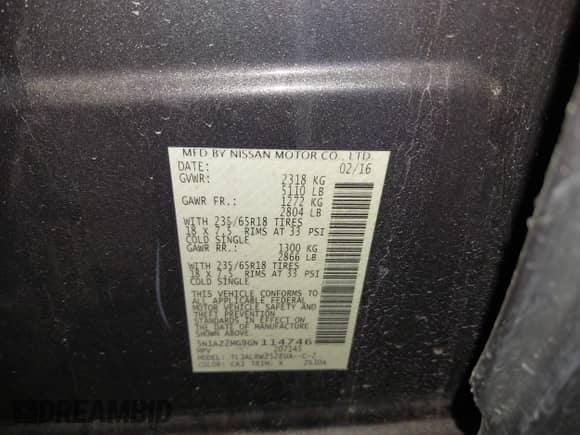 MFD BY NISSAN MOTOR CO., LTD.
DATE: 02/16
GVWR: 2318 KG
5110 LB
GAWR FR.: 1272 KG
2804 LB
WITH 235/65R18 TIRES
18 x 7.5 RIMS AT 33 PSI
COLD SINGLE
GAWR RR.: 1300 KG
2866 LB
WITH 235/65R18 TIRES
18 x 7.5 RIMS AT 33 PSI
COLD SINGLE
THIS VEHICLE CONFORMS TO
ALL APPLICABLE FEDERAL
MOTOR VEHICLE SAFETY AND
THEFT PREVENTION STANDARDS
IN EFFECT ON THE DATE OF
MANUFACTURE SHOWN ABOVE.
5N1AZ2MG9GN114746
MPV 207143
MODEL:
COLOR: CAJ TRIM: K
DREAMBID